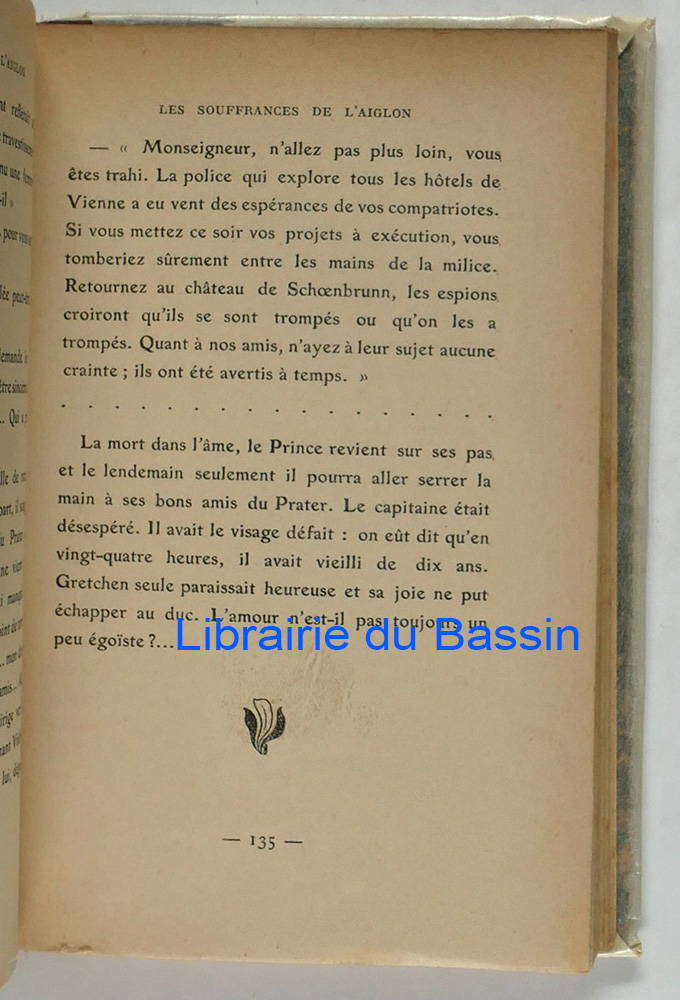 LES SOUFFRANCES DE L'AIGLON
— « Monseigneur, n'allez pas plus loin, vous
êtes trahi. La police qui explore tous les hôtels de
Vienne a eu vent des espérances de vos compatriotes.
Si vous mettez ce soir vos projets à exécution, vous
tomberiez sûrement entre les mains de la milice.
Retournez au château de Schœnbrunn, les espions
croiront qu'ils se sont trompés ou qu'on les a
trompés. Quant à nos amis, n'ayez à leur sujet aucune
crainte ; ils ont été avertis à temps. »
. . . . . . . . . . . . . . . . .
La mort dans l'âme, le Prince revient sur ses pas
et le lendemain seulement il pourra aller serrer la
main à ses bons amis du Prater. Le capitaine était
désespéré. Il avait le visage défait : on eût dit qu'en
vingt-quatre heures, il avait vieilli de dix ans.
Gretchen seule paraissait heureuse et sa joie ne put
échapper au duc. L'amour n'est-il pas toujours un
peu égoïste ?...
Librairie du Bassin
— 135 —